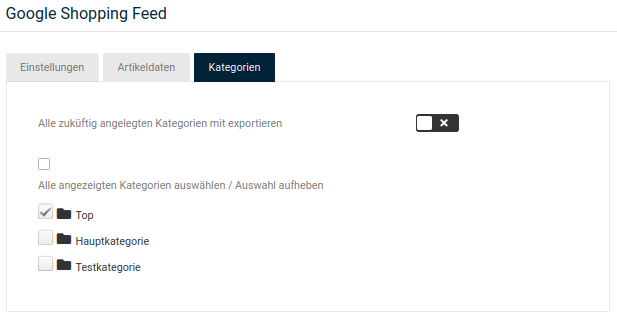 Google Shopping Feed
Einstellungen
Artikeldaten
Kategorien
Alle zuküftig angelegten Kategorien mit exportieren
Alle angezeigten Kategorien auswählen / Auswahl aufheben
Top
Hauptkategorie
Testkategorie